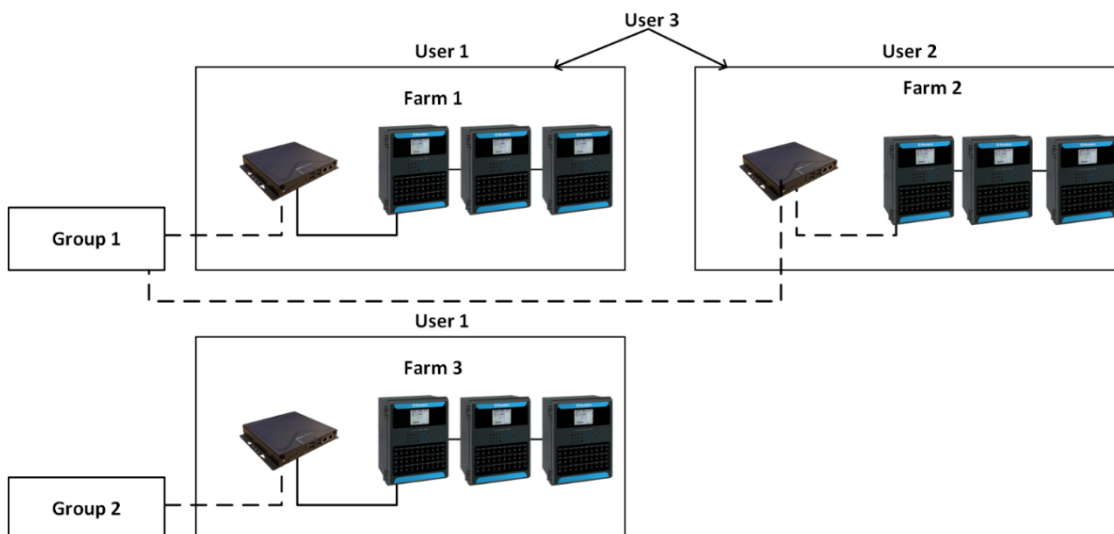 User 3
User 1
User 2
Farm 1
Farm 2
Group 1
User 1
Farm 3
Group 2